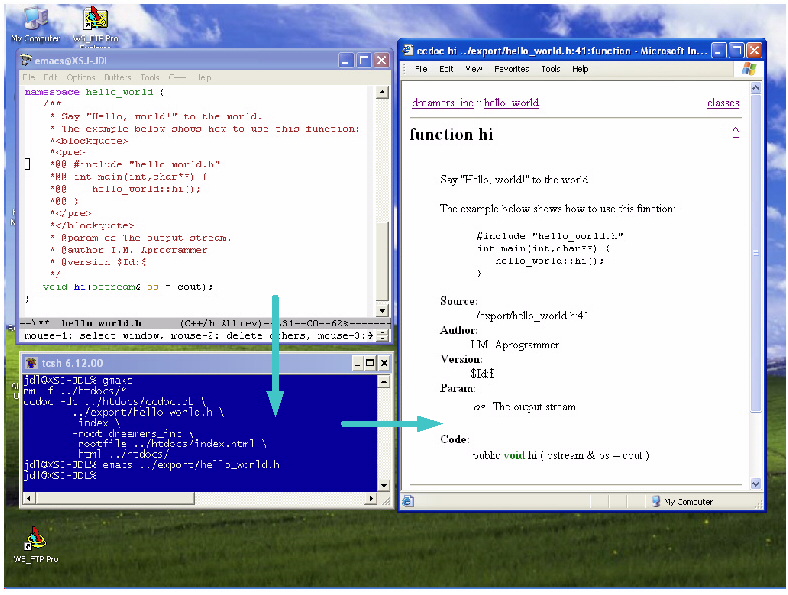 My Computer
WS_FTP Pro
emacs@XSJ-JDL
File Edit Options Buffers Tools C++ Help
namespace hello_world {
/**
* Say "Hello, world!" to the world.
* The example below shows how to use this function:
*<blockquote>
*<pre>
*@@ #include "hello_world.h"
*@@ int main(int,char**) {
*@@ hello_world::hi();
*@@ }
*</pre>
*</blockquote>
* @param os The output stream.
* @author I.M. Aprogrammer
* @version $Id:$
*/
void hi(ostream& os = cout);
}
hello_world.h (C++/h Abbrev)--L31--C0--62%
mouse-1: select window, mouse-2: delete others, mouse-3:
tcsh 6.12.00
jdl@XSJ-JDL% gmake
rm -f ../htdocs/*
ccdoc -db ../htdocs/ccdoc.db \
../export/hello_world.h \
-index \
-root dreamers_inc \
-rootfile ../htdocs/index.html \
-html ../htdocs/
jdl@XSJ-JDL% emacs ../export/hello_world.h
jdl@XSJ-JDL%
WS_FTP Pro
ccdoc hi ../export/hello_world.h:41:function - Microsoft In...
File Edit View Favorites Tools Help
dreamers_inc :: hello_world classes
function hi ^
Say "Hello, world!" to the world.
The example below shows how to use this function:
#include "hello_world.h"
int main(int,char**) {
hello_world::hi();
}
Source:
../export/hello_world.h:41
Author:
I.M. Aprogrammer
Version:
$Id:$
Param:
os The output stream.
Code:
public void hi ( ostream & os = cout )
My Computer